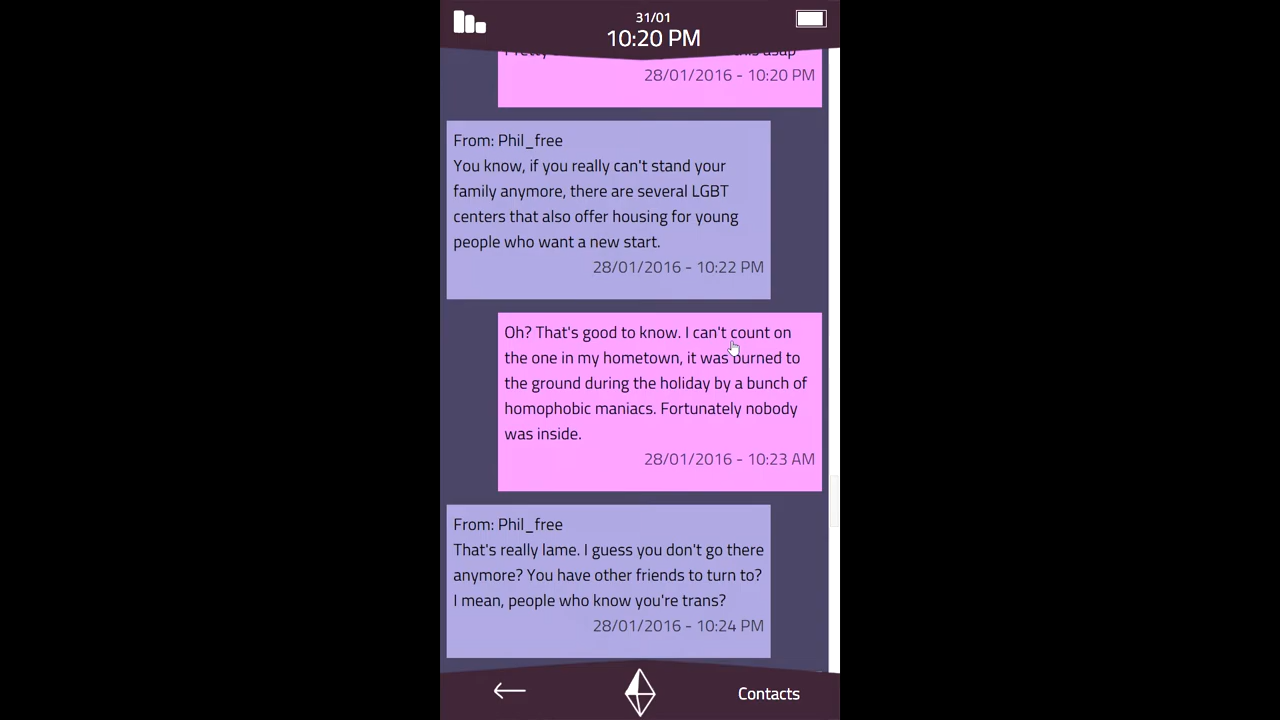 31/01
10:20 PM
28/01/2016 - 10:20 PM
From: Phil_free
You know, if you really can't stand your
family anymore, there are several LGBT
centers that also offer housing for young
people who want a new start.
28/01/2016 - 10:22 PM
Oh? That's good to know. I can't count on
the one in my hometown, it was burned to
the ground during the holiday by a bunch of
homophobic maniacs. Fortunately nobody
was inside.
28/01/2016 - 10:23 AM
From: Phil_free
That's really lame. I guess you don't go there
anymore? You have other friends to turn to?
I mean, people who know you're trans?
28/01/2016 - 10:24 PM
Contacts